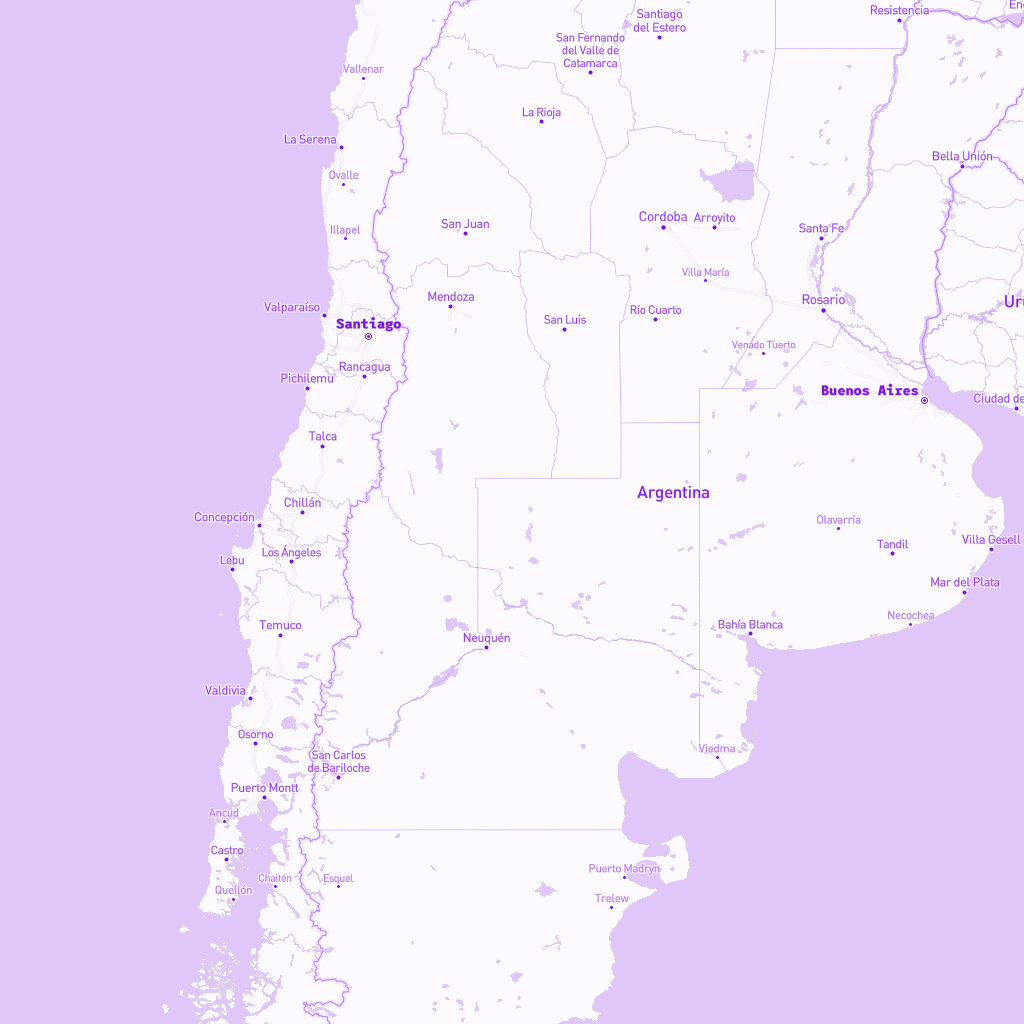 En
Resistencia
Santiago
del Estero
San Fernando
del Valle de
Catamarca
Vallenar
La Rioja
La Serena
Bella Unión
Ovalle
Illapel
San Juan
Cordoba
Arroyito
Santa Fe
Villa María
Mendoza
Rosario
Uru
Valparaíso
Santiago
San Luis
Río Cuarto
Venado Tuerto
Rancagua
Pichilemu
Buenos Aires
Ciudad de
Talca
Argentina
Chillán
Concepción
Olavarría
Villa Gesell
Los Ángeles
Tandil
Lebu
Mar del Plata
Necochea
Temuco
Bahía Blanca
Neuquén
Valdivia
Osorno
San Carlos
de Bariloche
Viedma
Puerto Montt
Ancud
Castro
Puerto Madryn
Chaitén
Esquel
Quellón
Trelew